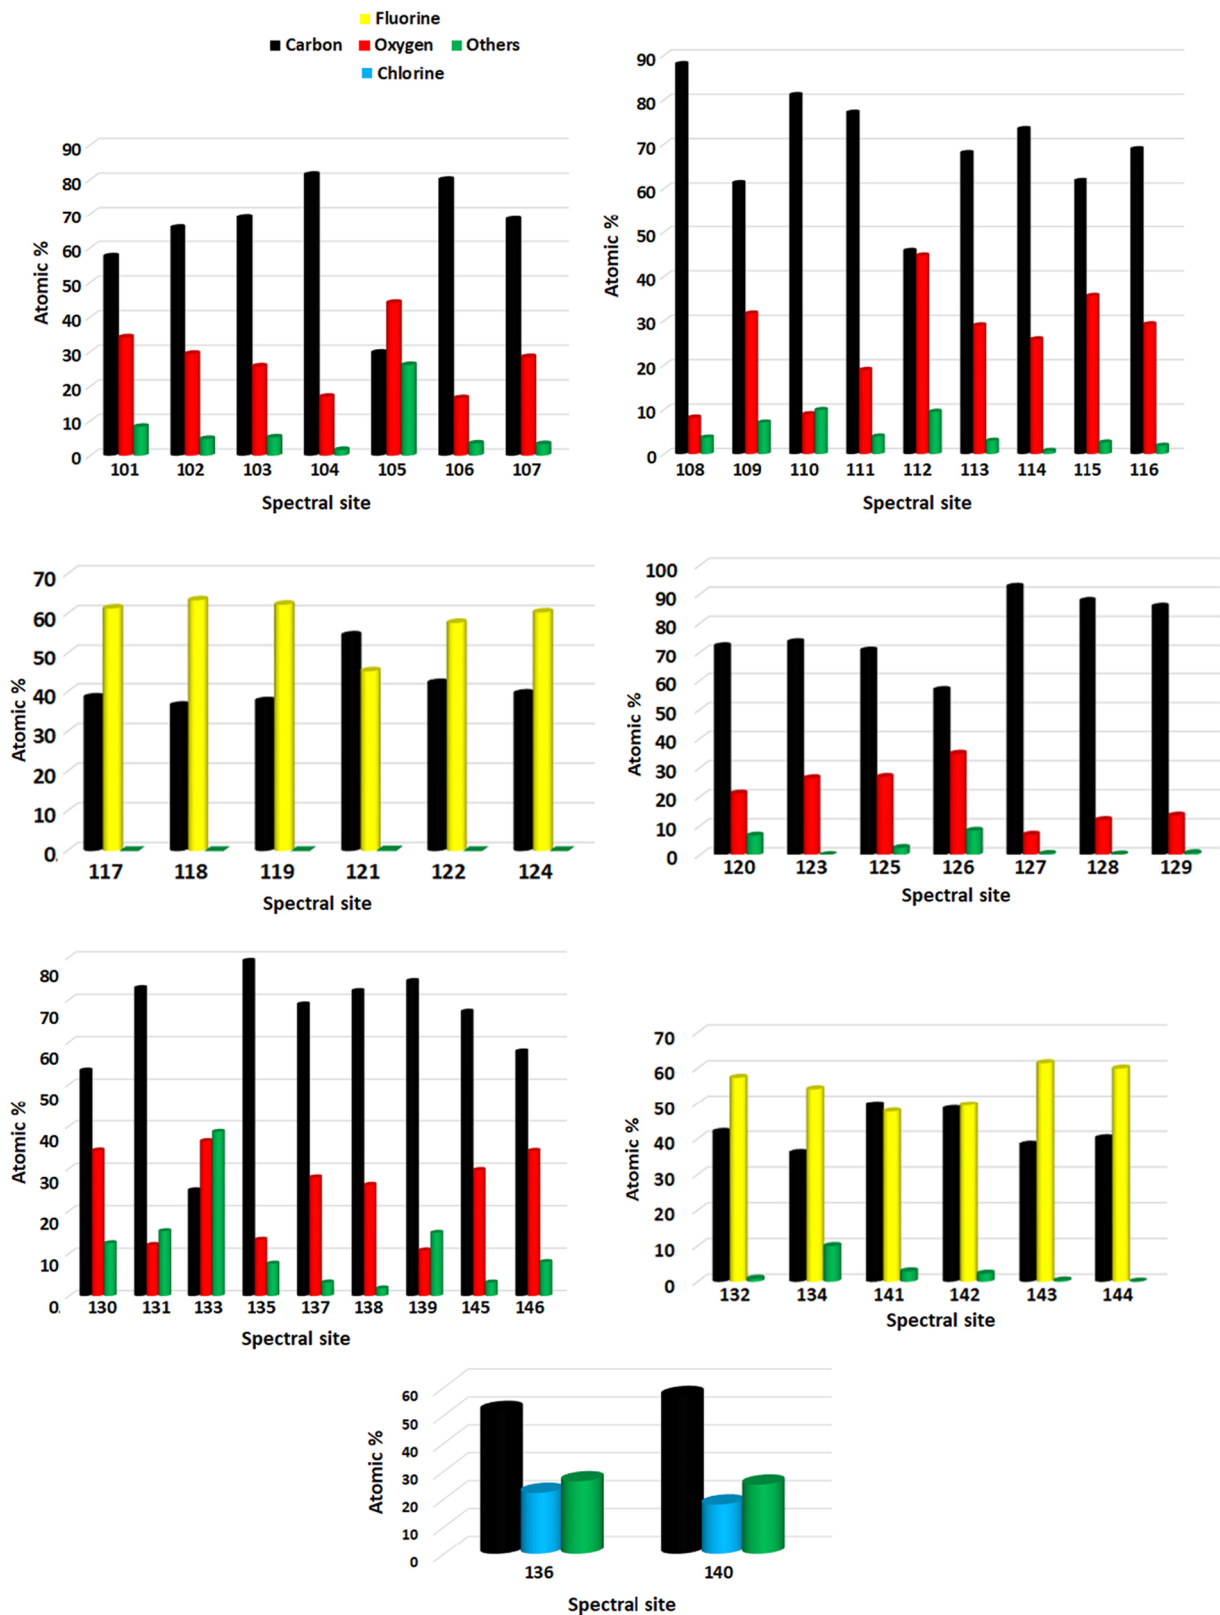 Fluorine
Carbon Oxygen Others
Chlorine
90
80
70
60
50
40
30
20
10
0
Atomic %
101 102 103 104 105 106 107
Spectral site
90
80
70
60
50
40
30
20
10
0
Atomic %
108 109 110 111 112 113 114 115 116
Spectral site
70
60
50
40
30
20
10
0
Atomic %
117 118 119 121 122 124
Spectral site
100
90
80
70
60
50
40
30
20
10
0
Atomic %
120 123 125 126 127 128 129
Spectral site
80
70
60
50
40
30
20
10
0
Atomic %
130 131 133 135 137 138 139 145 146
Spectral site
70
60
50
40
30
20
10
0
Atomic %
132 134 141 142 143 144
Spectral site
60
50
40
30
20
10
0
Atomic %
136 140
Spectral site